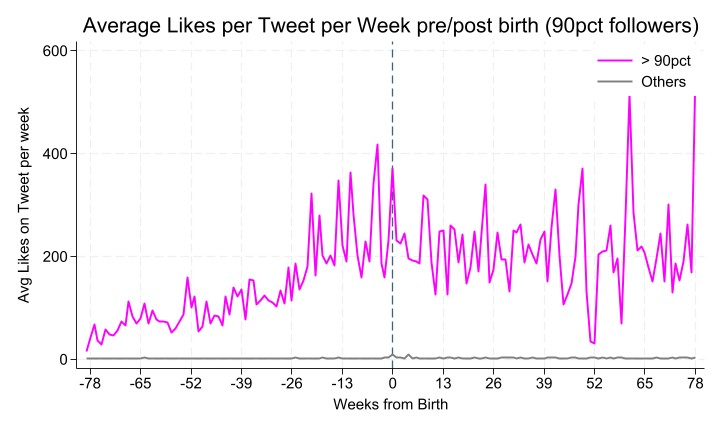 Average Likes per Tweet per Week pre/post birth (90pct followers)
> 90pct
Others
600
400
200
0
Avg Likes on Tweet per week
-78 -65 -52 -39 -26 -13 0 13 26 39 52 65 78
Weeks from Birth